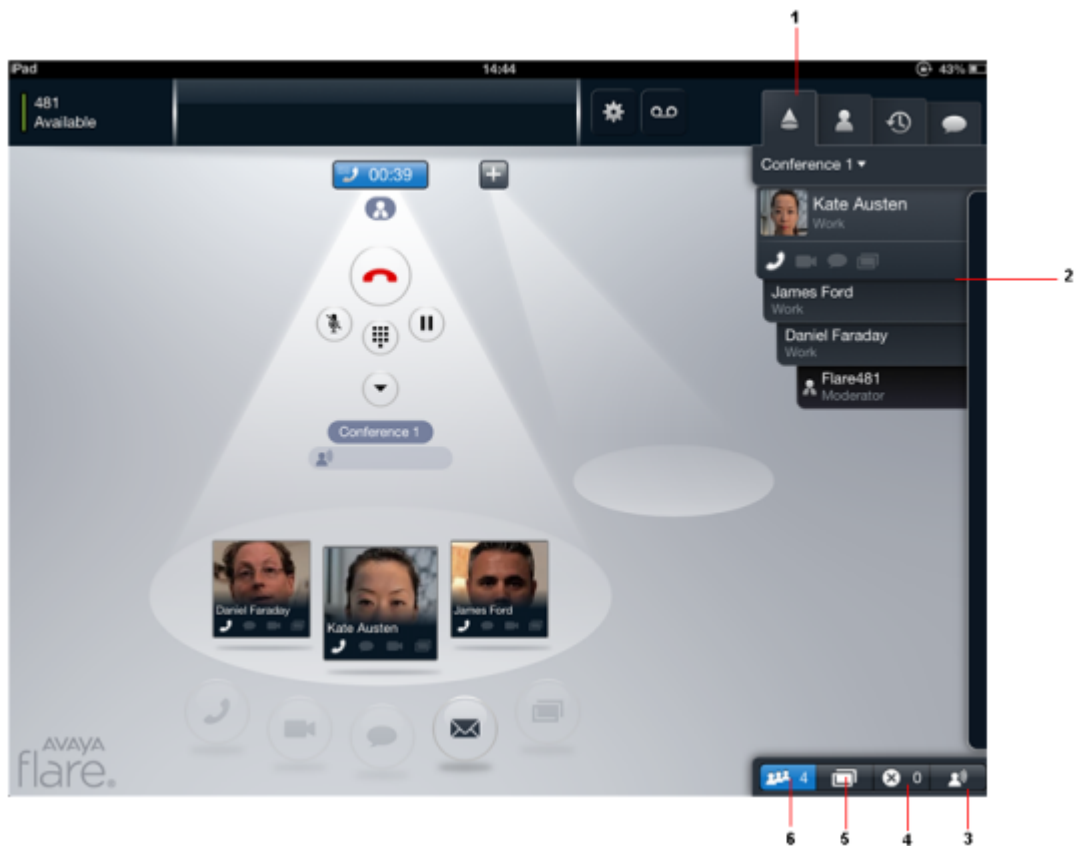 1
iPad
14:44
43%
481
Available
00:39
Conference 1
Kate Austen
Work
2
James Ford
Work
Daniel Faraday
Work
Flare481
Moderator
Conference 1
Daniel Faraday
Kate Austen
James Ford
AVAYA
flare.
4
0
6
5
4
3